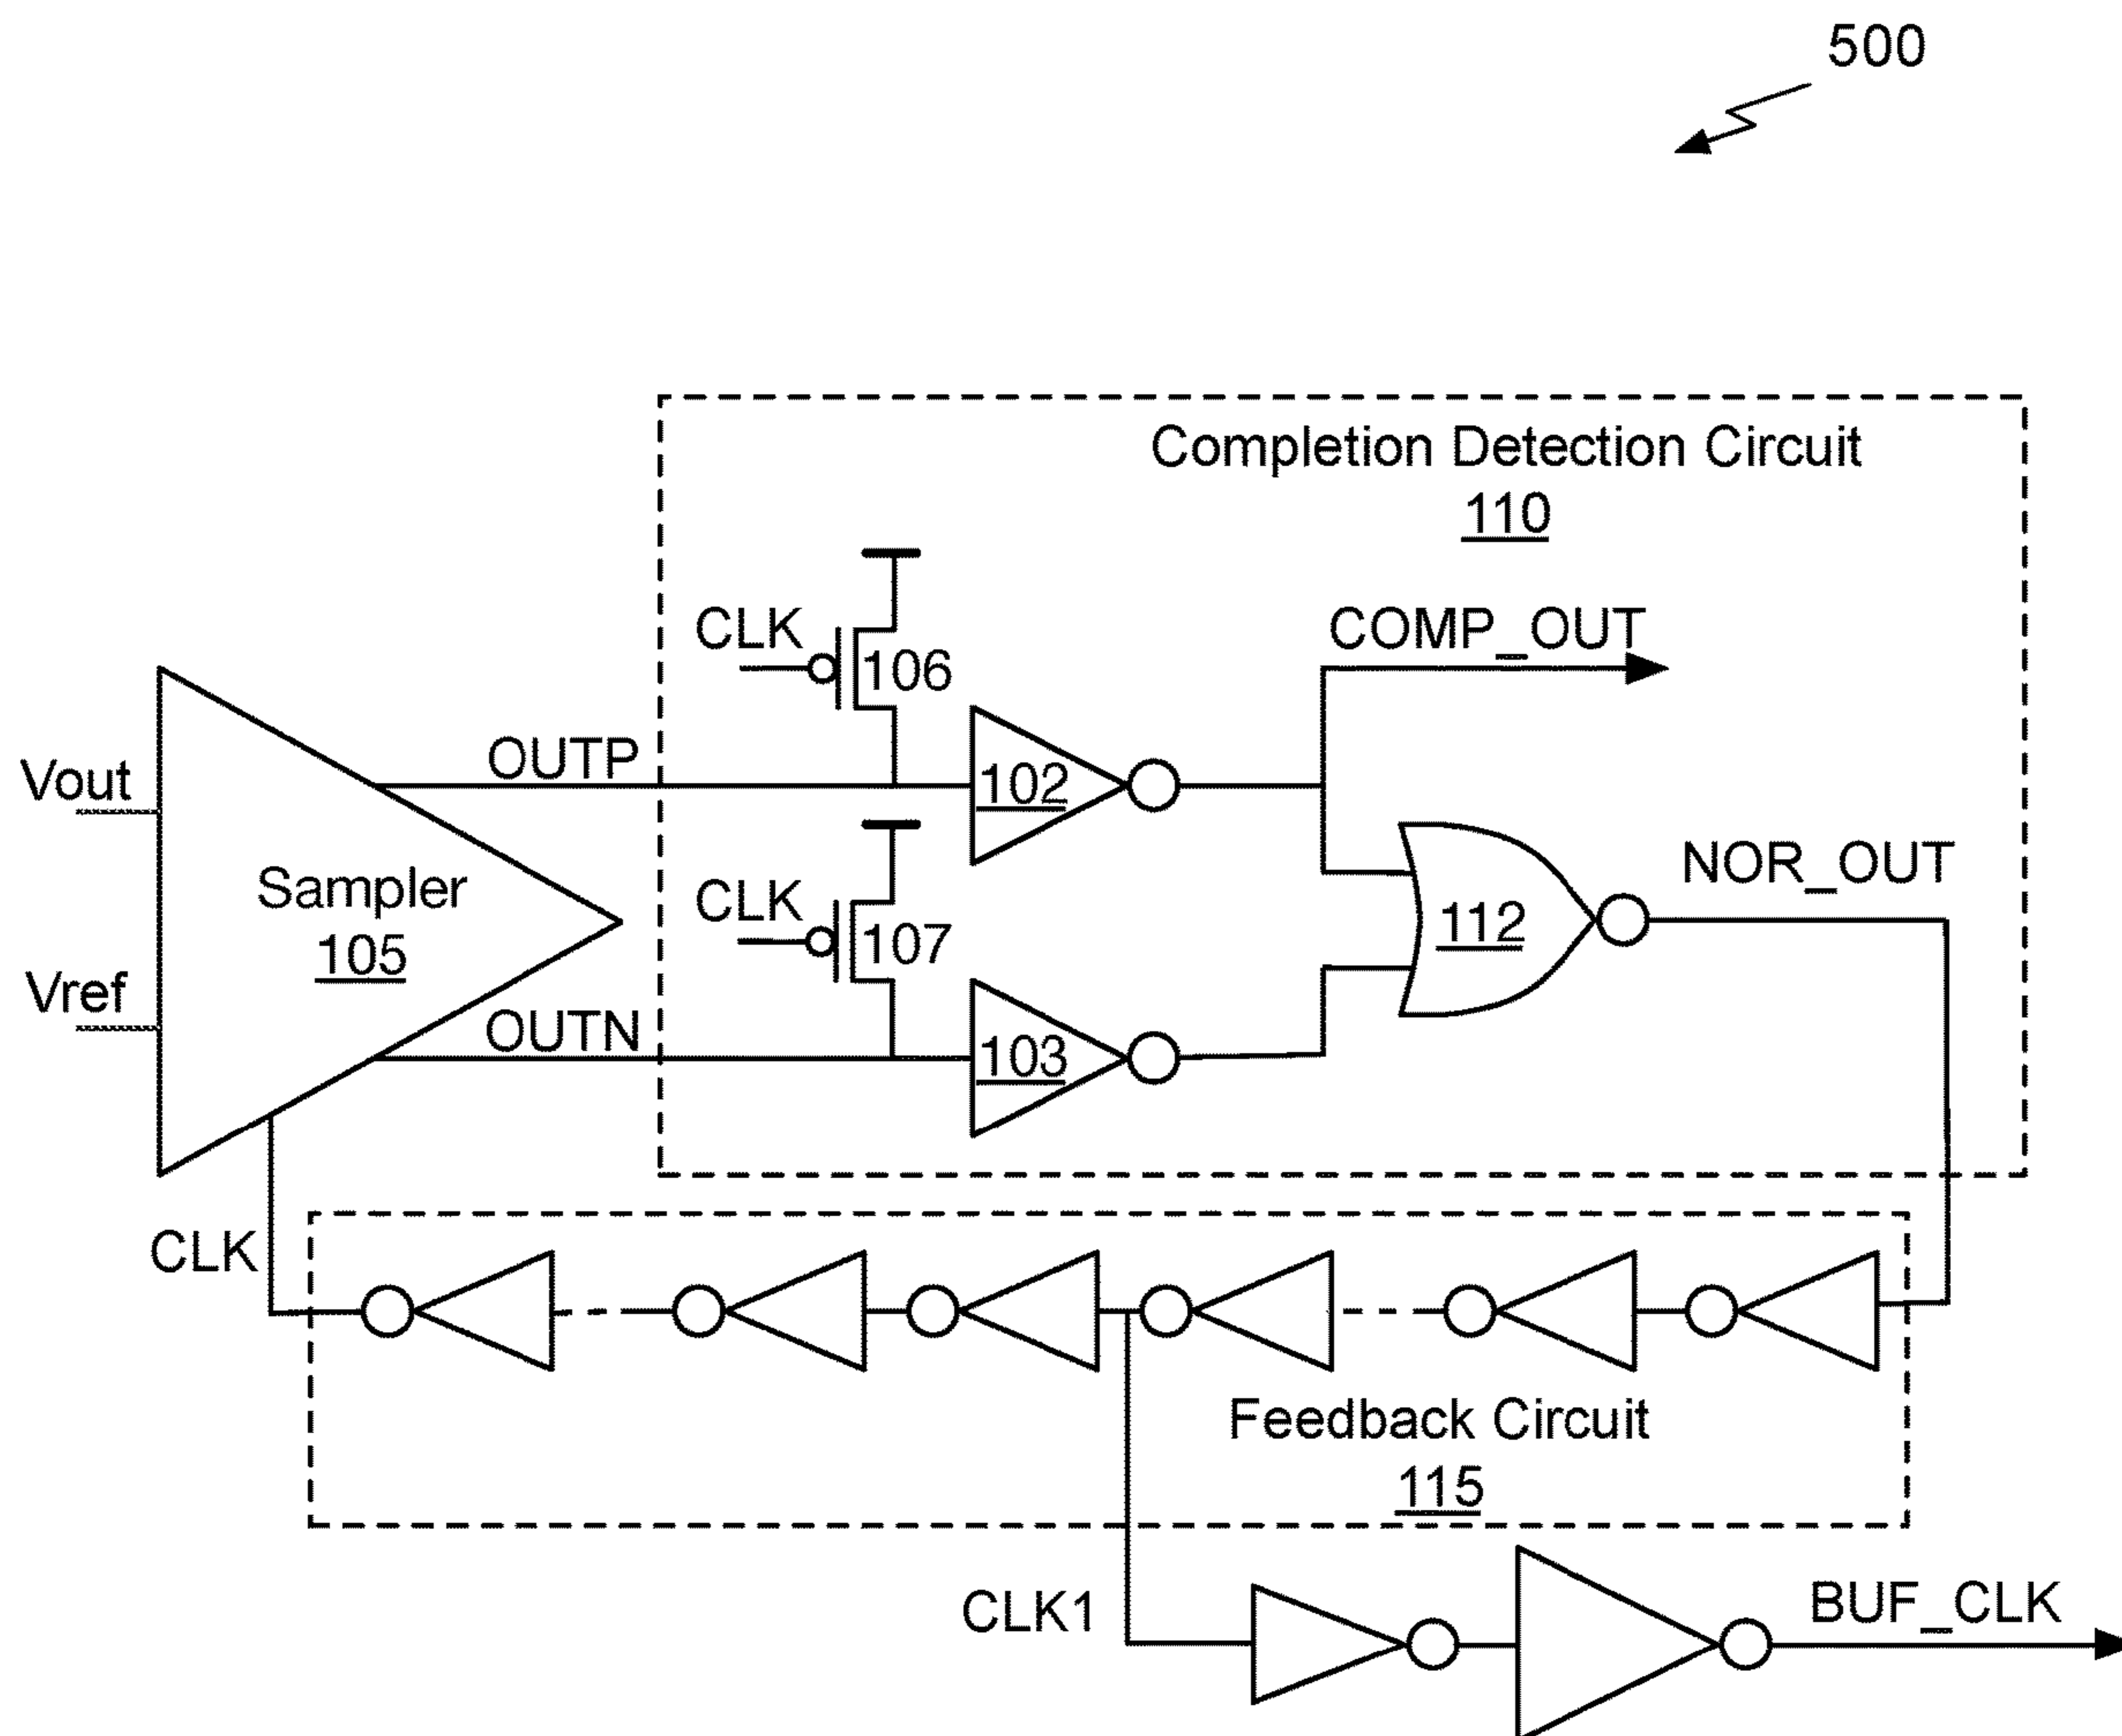 500
Completion Detection Circuit
110
CLK
106
COMP_OUT
OUTP
102
Vout
CLK
107
NOR_OUT
112
Sampler
105
Vref
OUTN
103
CLK
Feedback Circuit
115
CLK1
BUF_CLK